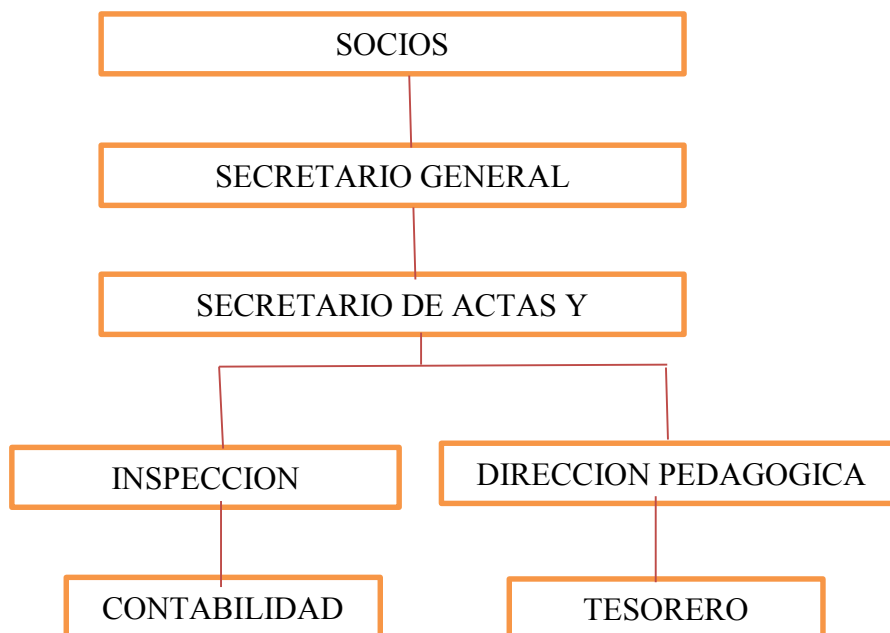 SOCIOS
SECRETARIO GENERAL
SECRETARIO DE ACTAS Y
INSPECCION
DIRECCION PEDAGOGICA
CONTABILIDAD
TESORERO